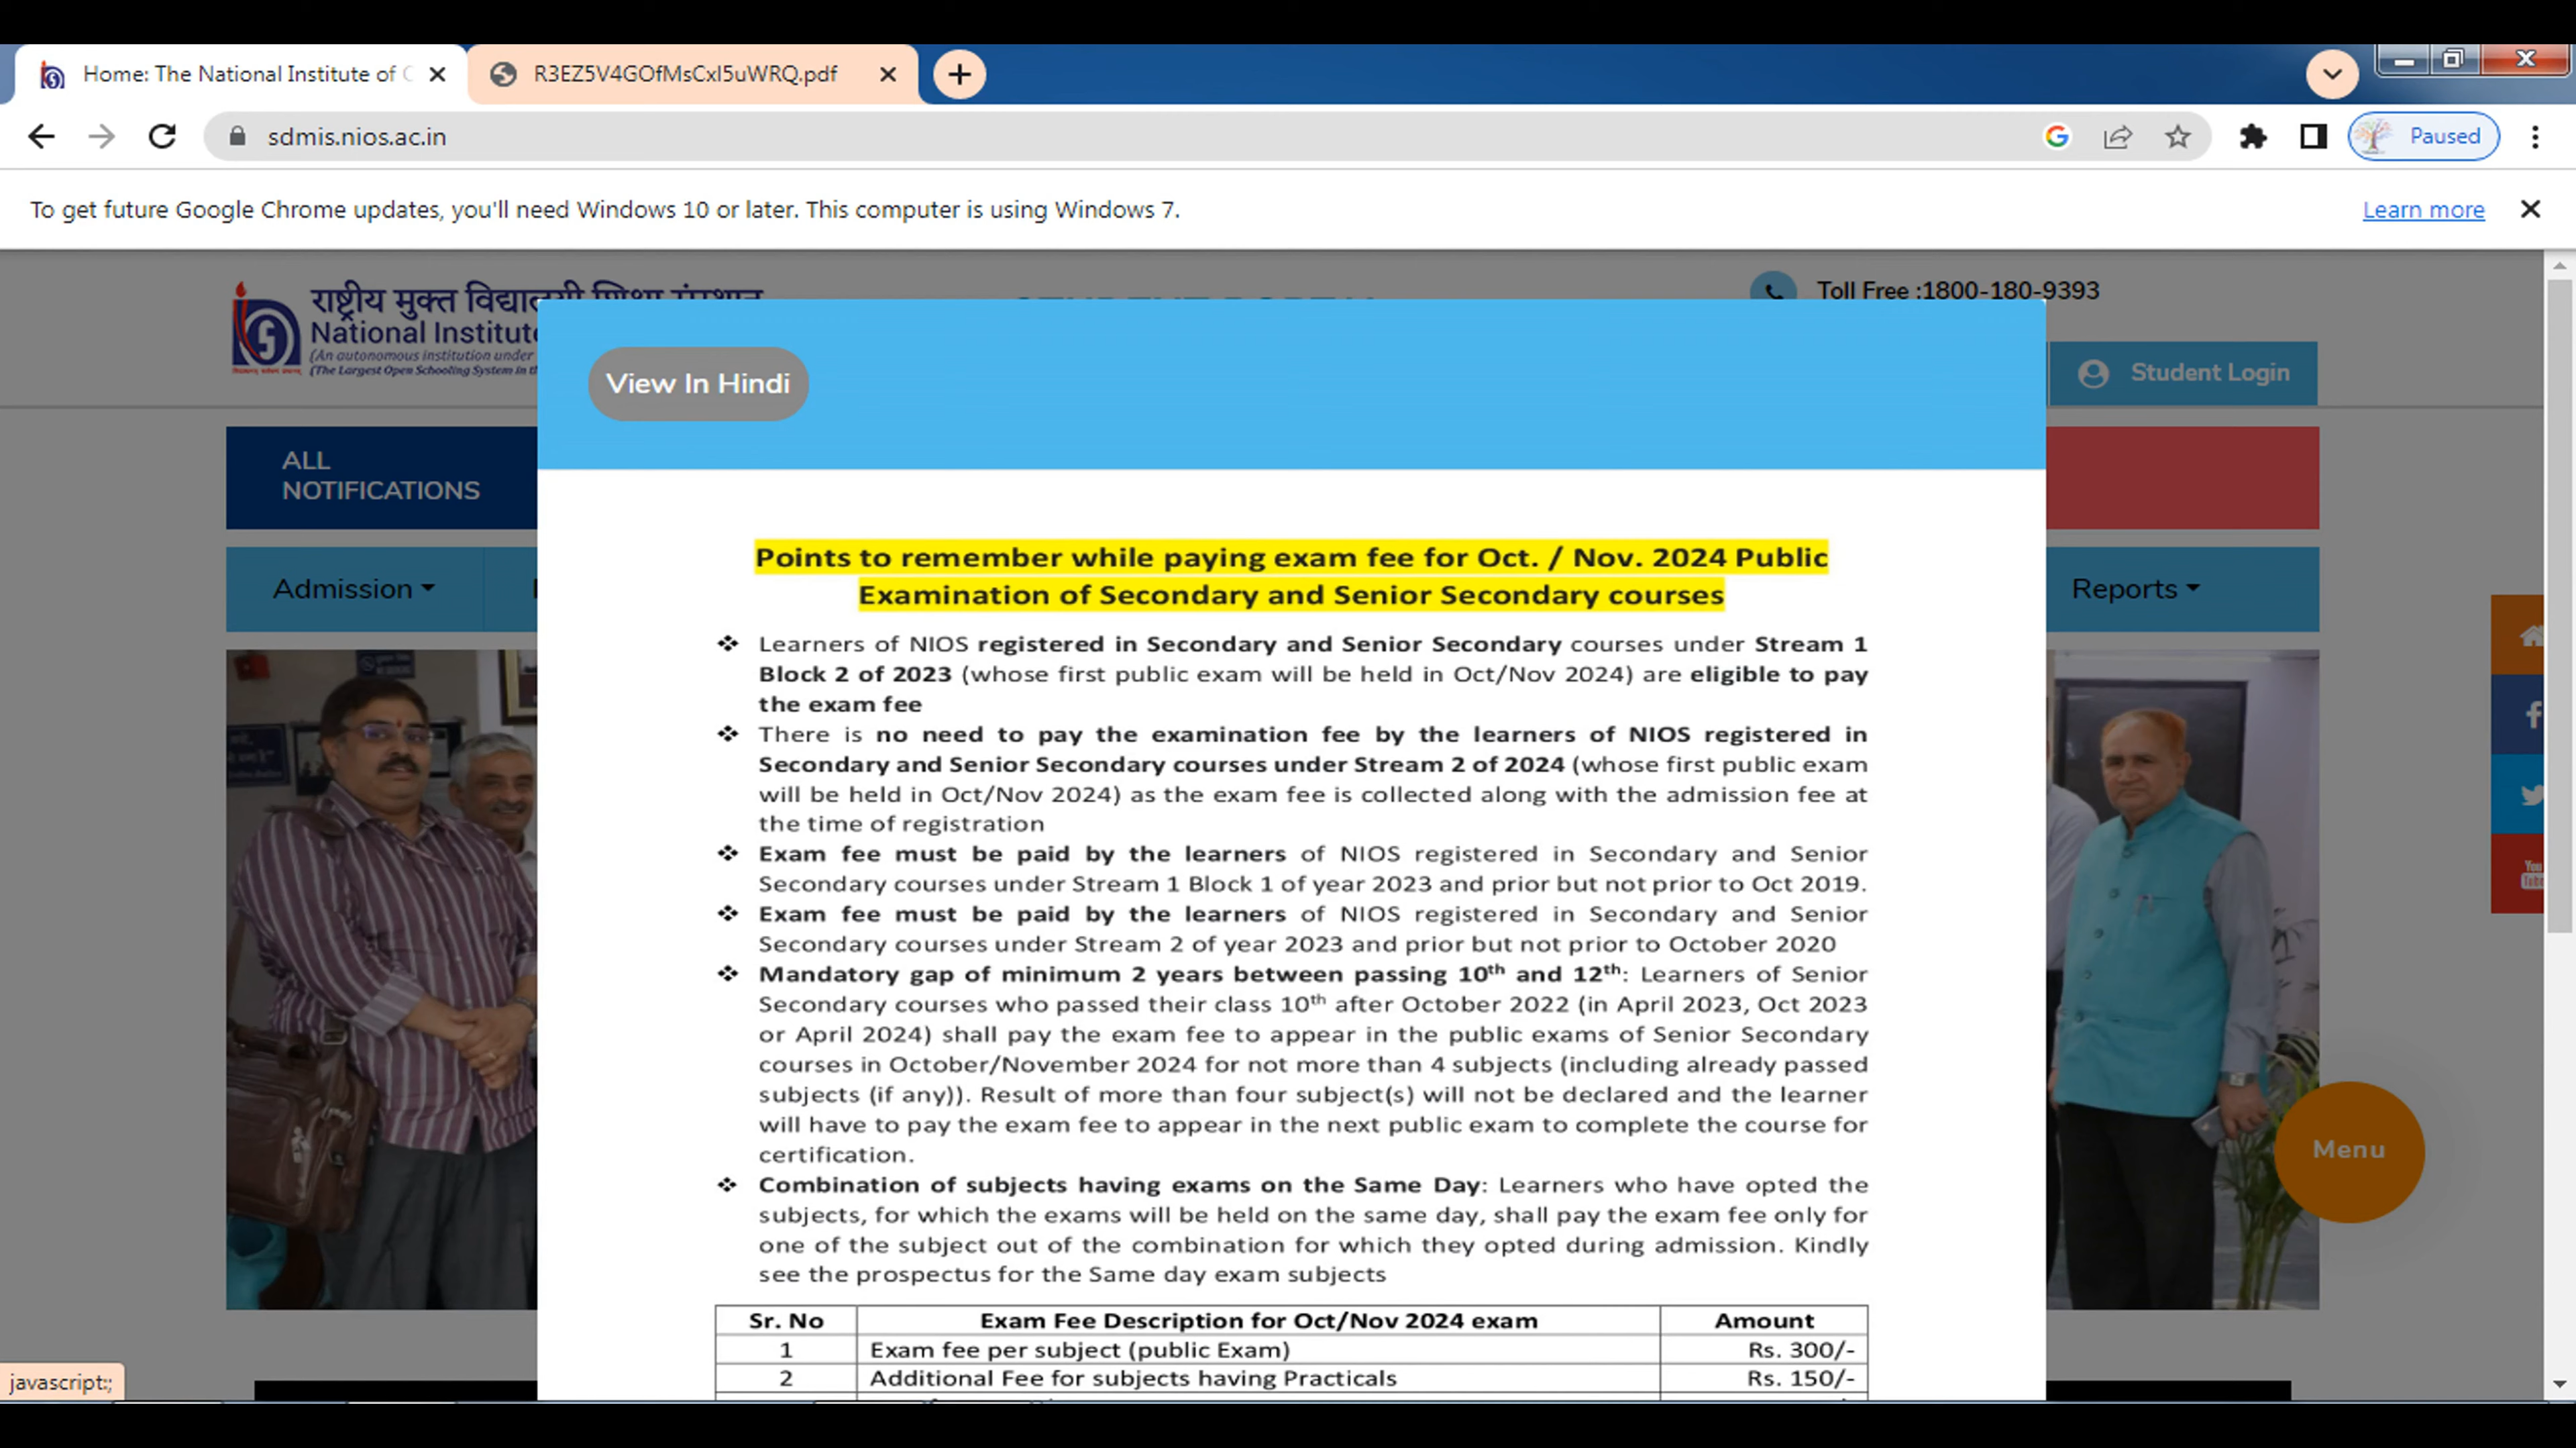 Home: The National Institute of
R3EZ5V4GOfMsCxI5uWRQ.pdf
sdmis.nios.ac.in
Paused
To get future Google Chrome updates, you'll need Windows 10 or later. This computer is using Windows 7.
Learn more
राष्ट्रीय मुक्त विद्यालयी शिक्षा संस्थान
National Institute
(An autonomous institution under
(The Largest Open Schooling System in th
Toll Free :1800-180-9393
Student Login
View In Hindi
ALL
NOTIFICATIONS
Admission
Reports
Points to remember while paying exam fee for Oct. / Nov. 2024 Public
Examination of Secondary and Senior Secondary courses
❖ Learners of NIOS registered in Secondary and Senior Secondary courses under Stream 1
Block 2 of 2023 (whose first public exam will be held in Oct/Nov 2024) are eligible to pay
the exam fee
❖ There is no need to pay the examination fee by the learners of NIOS registered in
Secondary and Senior Secondary courses under Stream 2 of 2024 (whose first public exam
will be held in Oct/Nov 2024) as the exam fee is collected along with the admission fee at
the time of registration
❖ Exam fee must be paid by the learners of NIOS registered in Secondary and Senior
Secondary courses under Stream 1 Block 1 of year 2023 and prior but not prior to Oct 2019.
❖ Exam fee must be paid by the learners of NIOS registered in Secondary and Senior
Secondary courses under Stream 2 of year 2023 and prior but not prior to October 2020
❖ Mandatory gap of minimum 2 years between passing 10th and 12th: Learners of Senior
Secondary courses who passed their class 10th after October 2022 (in April 2023, Oct 2023
or April 2024) shall pay the exam fee to appear in the public exams of Senior Secondary
courses in October/November 2024 for not more than 4 subjects (including already passed
subjects (if any)). Result of more than four subject(s) will not be declared and the learner
will have to pay the exam fee to appear in the next public exam to complete the course for
certification.
❖ Combination of subjects having exams on the Same Day: Learners who have opted the
subjects, for which the exams will be held on the same day, shall pay the exam fee only for
one of the subject out of the combination for which they opted during admission. Kindly
see the prospectus for the Same day exam subjects
Sr. No Exam Fee Description for Oct/Nov 2024 exam Amount
1 Exam fee per subject (public Exam) Rs. 300/-
2 Additional Fee for subjects having Practicals Rs. 150/-
You
Menu
javascript:;